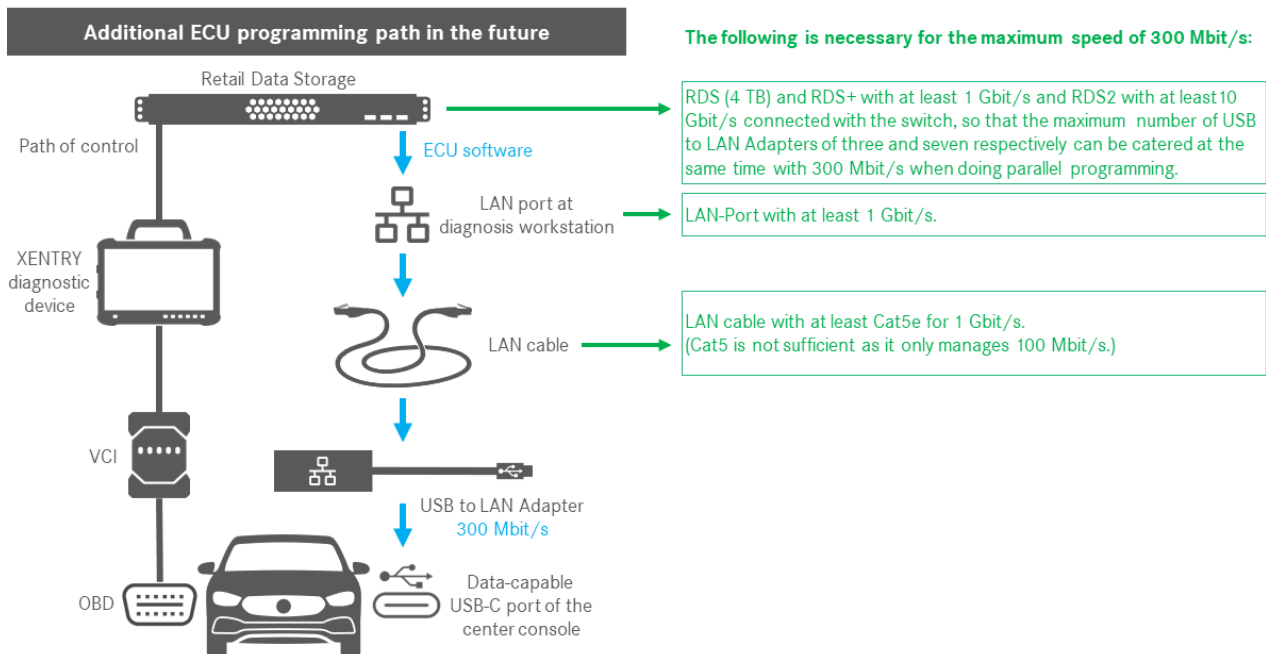 Additional ECU programming path in the future
The following is necessary for the maximum speed of 300 Mbit/s:
Retail Data Storage
RDS (4 TB) and RDS+ with at least 1 Gbit/s and RDS2 with at least 10
Gbit/s connected with the switch, so that the maximum number of USB
to LAN Adapters of three and seven respectively can be catered at the
same time with 300 Mbit/s when doing parallel programming.
Path of control
ECU software
LAN port at
diagnosis workstation
LAN-Port with at least 1 Gbit/s.
XENTRY
diagnostic
device
LAN cable
LAN cable with at least Cat5e for 1 Gbit/s.
(Cat5 is not sufficient as it only manages 100 Mbit/s.)
VCI
USB to LAN Adapter
300 Mbit/s
OBD
Data-capable
USB-C port of the
center console